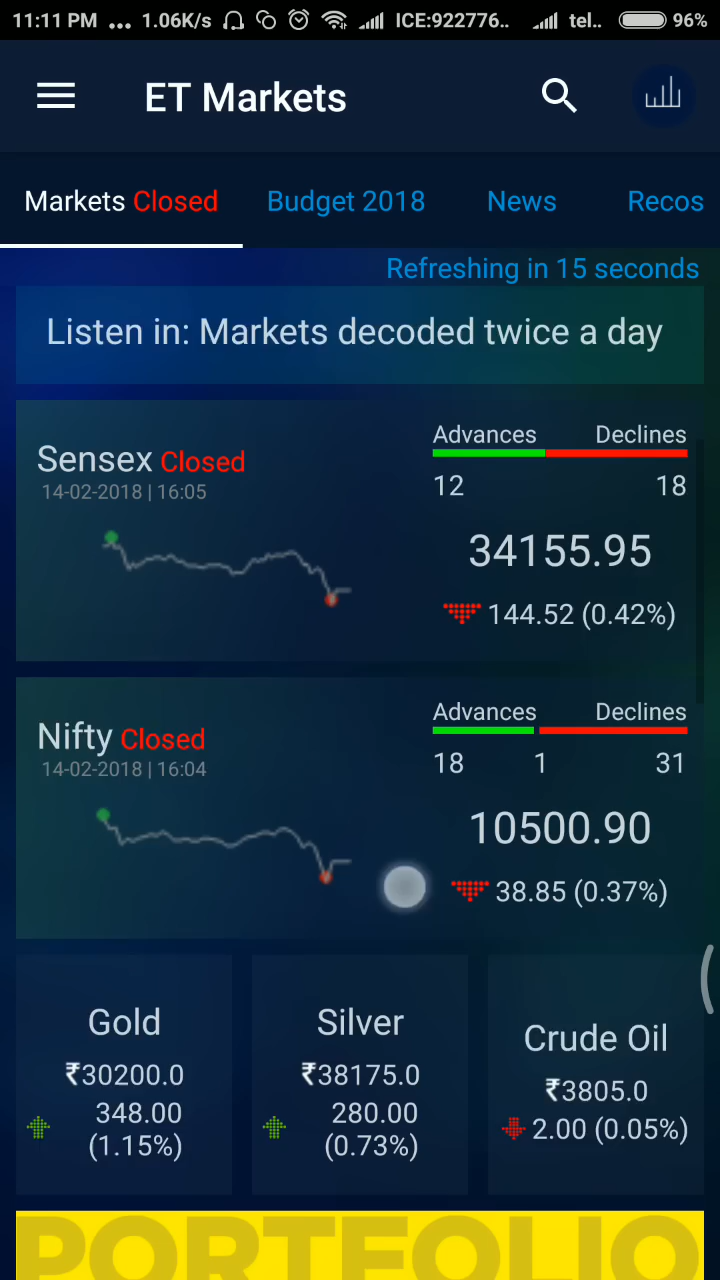 11:11 PM ... 1.06K/s ICE:922776.. tel.. 96%
ET Markets
Markets Closed Budget 2018 News Recos
Refreshing in 15 seconds
Listen in: Markets decoded twice a day
Sensex Closed
14-02-2018 | 16:05
Advances Declines
12 18
34155.95
144.52 (0.42%)
Nifty Closed
14-02-2018 | 16:04
Advances Declines
18 1 31
10500.90
38.85 (0.37%)
Gold
₹30200.0
348.00
(1.15%)
Silver
₹38175.0
280.00
(0.73%)
Crude Oil
₹3805.0
2.00 (0.05%)
PORTFOLIO